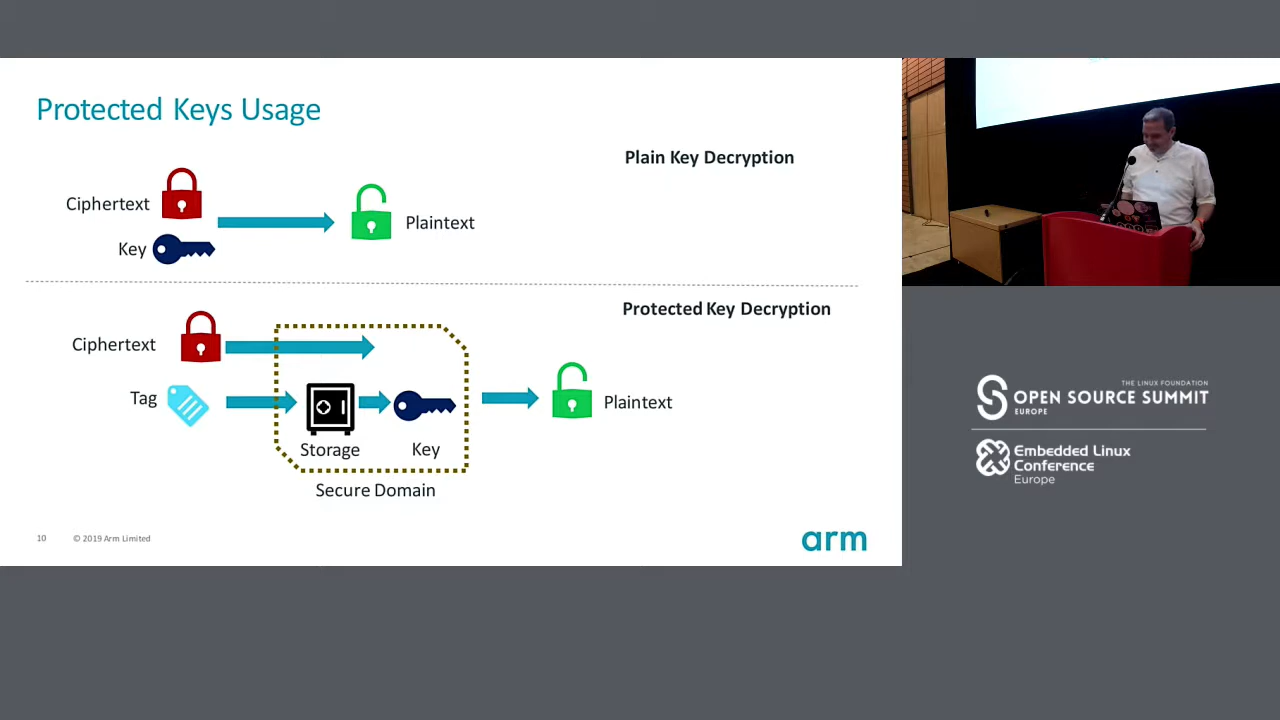 Protected Keys Usage
Plain Key Decryption
Ciphertext
Plaintext
Key
Protected Key Decryption
Ciphertext
Tag
Plaintext
Storage
Key
Secure Domain
10
© 2019 Arm Limited
arm
THE LINUX FOUNDATION
OPEN SOURCE SUMMIT
EUROPE
Embedded Linux
Conference
Europe